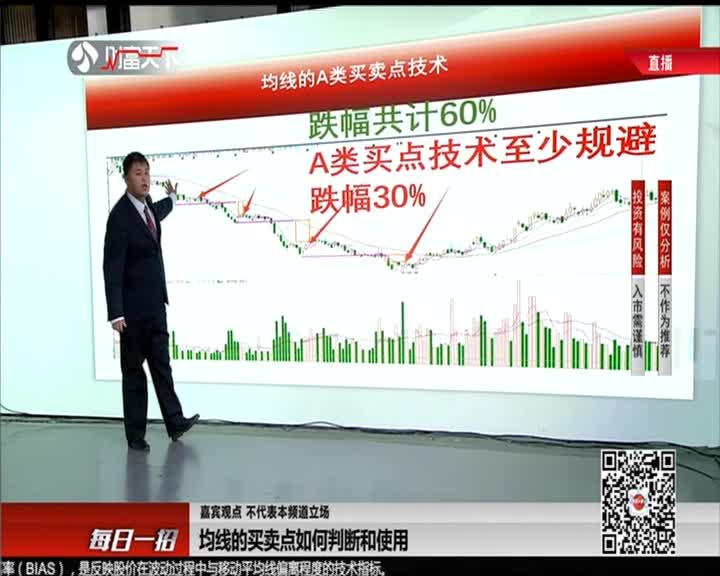 财富天下
均线的A类买卖点技术
直播
跌幅共计60%
A类买点技术至少规避
跌幅30%
投资有风险
入市需谨慎
案例仅分析
不作为推荐
嘉宾观点 不代表本频道立场
每日一招
均线的买卖点如何判断和使用
率（BIAS），是反映股价在波动过程中与移动平均线偏离程度的技术指标。